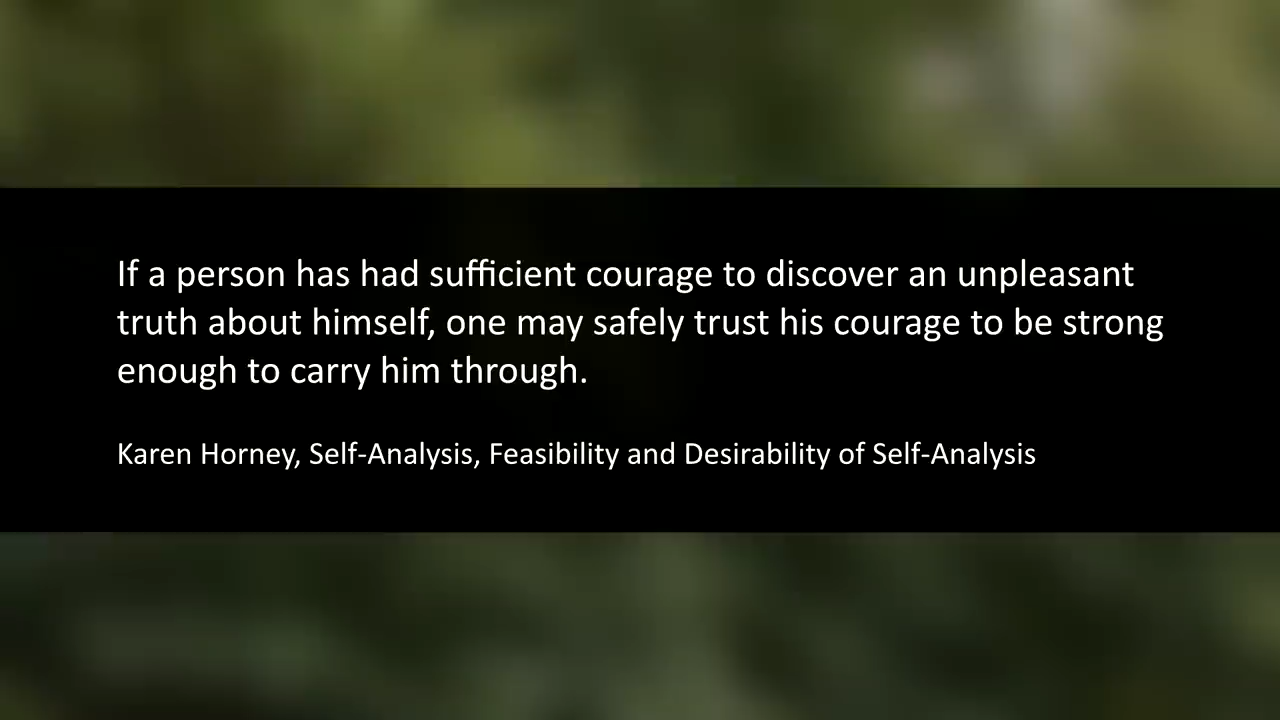 If a person has had sufficient courage to discover an unpleasant
truth about himself, one may safely trust his courage to be strong
enough to carry him through.
Karen Horney, Self-Analysis, Feasibility and Desirability of Self-Analysis